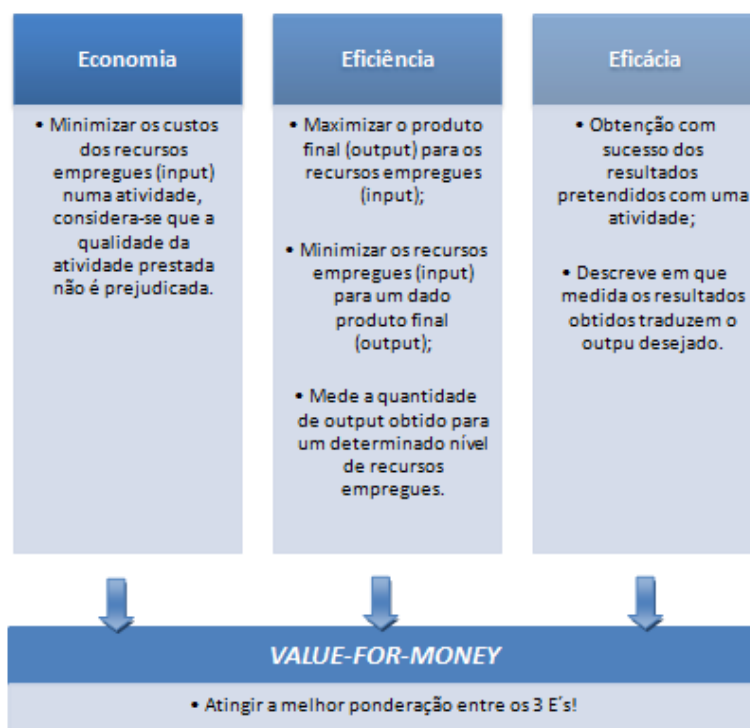 Economia
• Minimizar os custos
dos recursos
empregues (input)
numa atividade,
considera-se que a
qualidade da
atividade prestada
não é prejudicada.
Eficiência
• Maximizar o produto
final (output) para os
recursos empregues
(input);
• Minimizar os recursos
empregues (input)
para um dado
produto final
(output);
• Mede a quantidade
de output obtido para
um determinado nível
de recursos
empregues.
Eficácia
• Obtenção com
sucesso dos
resultados
pretendidos com uma
atividade;
• Descreve em que
medida os resultados
obtidos traduzem o
outpu desejado.
VALUE-FOR-MONEY
• Atingir a melhor ponderação entre os 3 E´s!